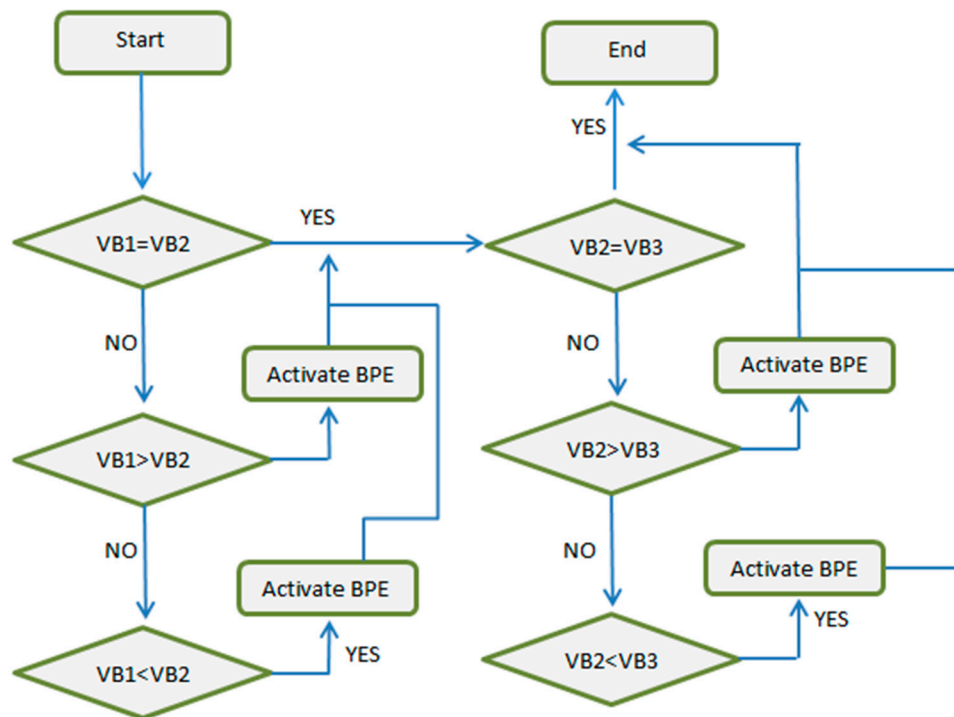 Start
End
YES
VB1=VB2
YES
VB2=VB3
NO
Activate BPE
NO
Activate BPE
VB1>VB2
VB2>VB3
NO
Activate BPE
NO
Activate BPE
VB1<VB2
YES
VB2<VB3
YES